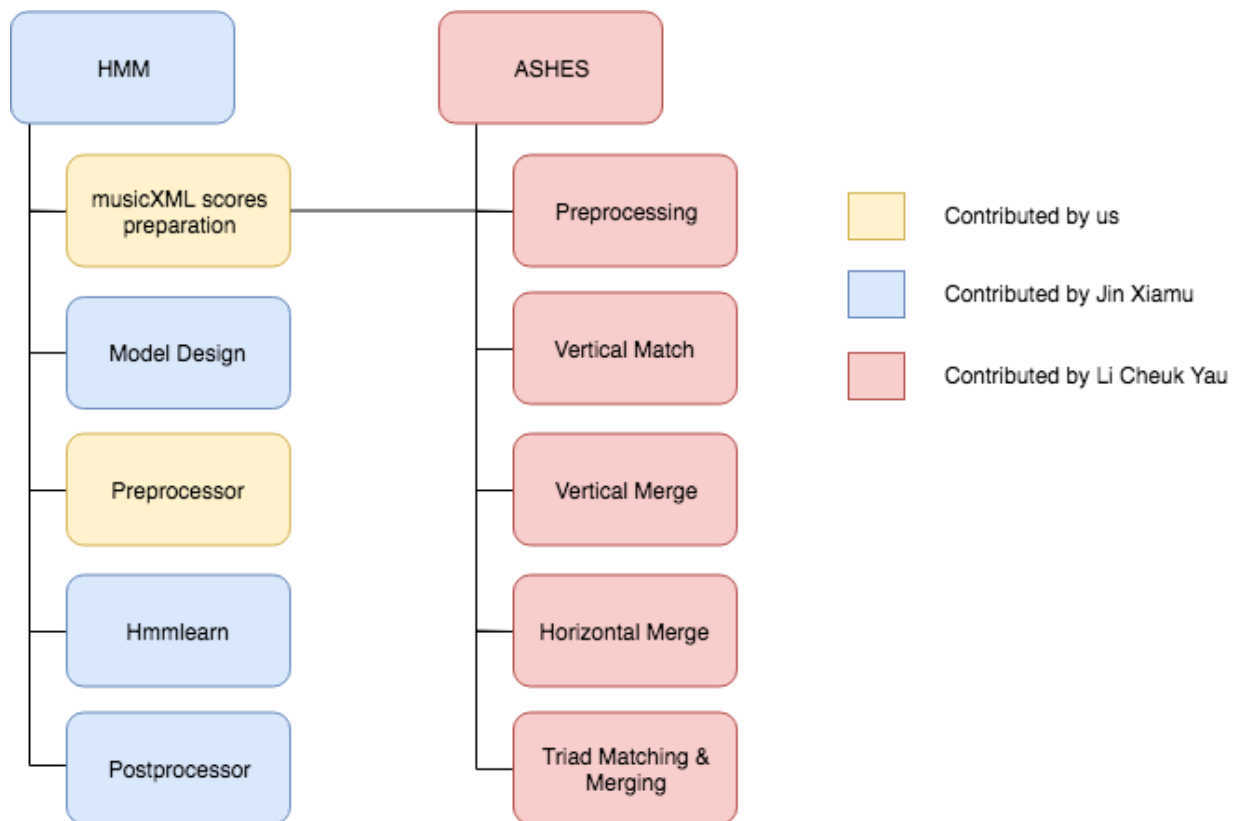 HMM
musicXML scores
preparation
Model Design
Preprocessor
Hmmlearn
Postprocessor
ASHES
Preprocessing
Vertical Match
Vertical Merge
Horizontal Merge
Triad Matching &
Merging
Contributed by us
Contributed by Jin Xiamu
Contributed by Li Cheuk Yau